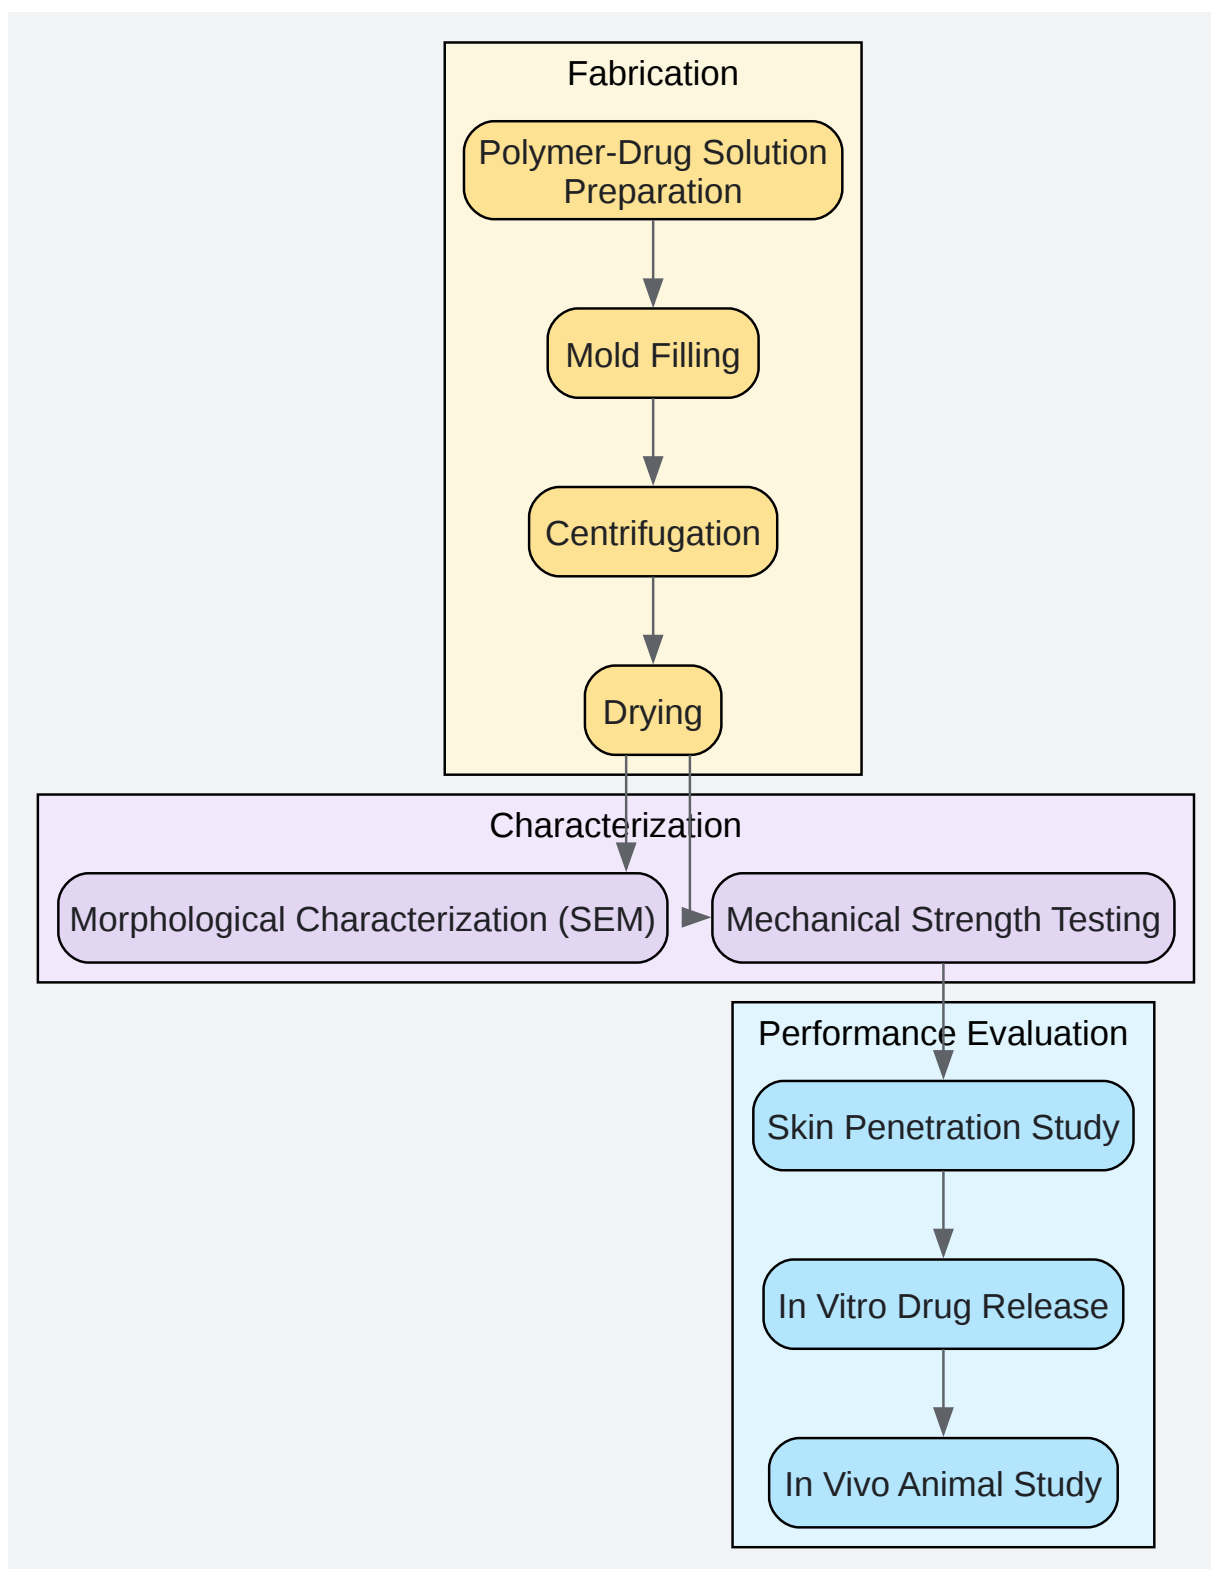 Fabrication
Polymer-Drug Solution
Preparation
Mold Filling
Centrifugation
Drying
Characterization
Morphological Characterization (SEM)
Mechanical Strength Testing
Performance Evaluation
Skin Penetration Study
In Vitro Drug Release
In Vivo Animal Study